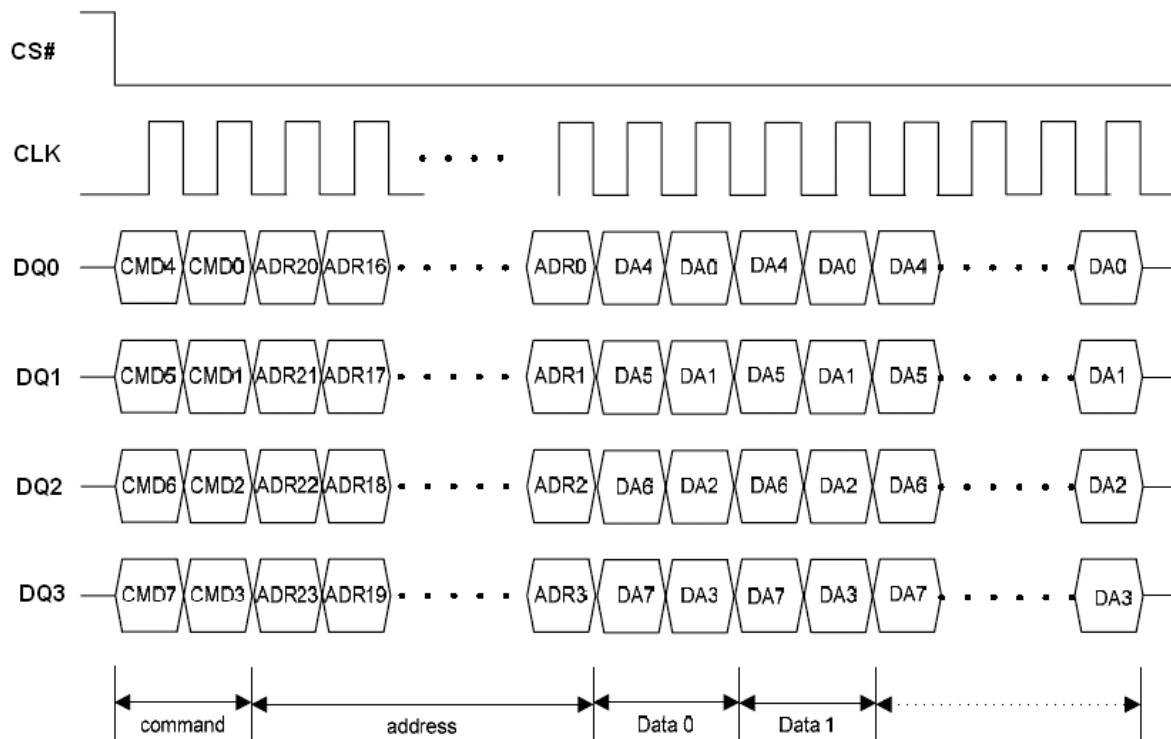 CS#
CLK
DQ0 CMD4 CMD0 ADR20 ADR16 ADR0 DA4 DA0 DA4 DA0 DA4 DA0
DQ1 CMD5 CMD1 ADR21 ADR17 ADR1 DA5 DA1 DA5 DA1 DA5 DA1
DQ2 CMD6 CMD2 ADR22 ADR18 ADR2 DA6 DA2 DA6 DA2 DA6 DA2
DQ3 CMD7 CMD3 ADR23 ADR19 ADR3 DA7 DA3 DA7 DA3 DA7 DA3
command address Data 0 Data 1